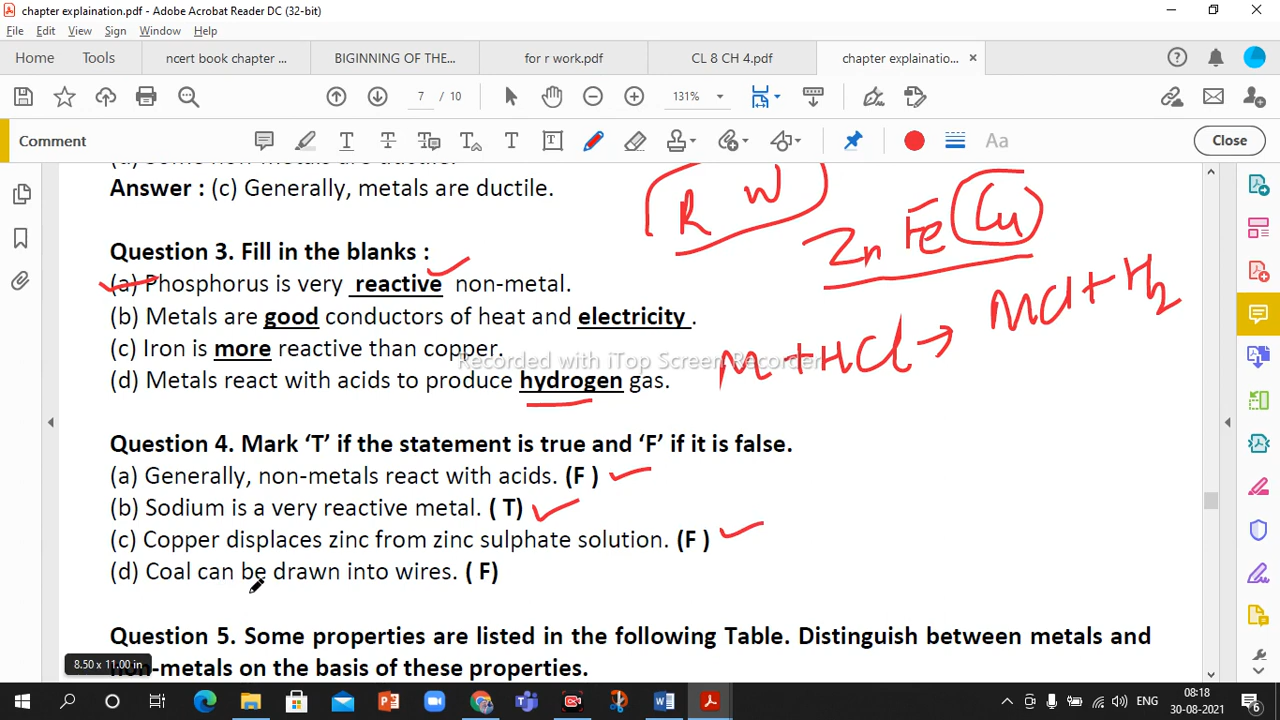 chapter explaination.pdf - Adobe Acrobat Reader DC (32-bit)
File Edit View Sign Window Help
Home Tools ncert book chapter ... BIGINNING OF THE... for r work.pdf CL 8 CH 4.pdf chapter explainatio... ×
7 / 10 131%
Comment Aa Close
Answer : (c) Generally, metals are ductile.
R W
Zn Fe Cu
Question 3. Fill in the blanks :
(a) Phosphorus is very reactive non-metal.
(b) Metals are good conductors of heat and electricity .
(c) Iron is more reactive than copper.
Recorded with iTop Screen Recorder
(d) Metals react with acids to produce hydrogen gas.
M + HCl → MCl + H2
Question 4. Mark ‘T’ if the statement is true and ‘F’ if it is false.
(a) Generally, non-metals react with acids. (F )
(b) Sodium is a very reactive metal. ( T)
(c) Copper displaces zinc from zinc sulphate solution. (F )
(d) Coal can be drawn into wires. ( F)
Question 5. Some properties are listed in the following Table. Distinguish between metals and
non-metals on the basis of these properties.
8.50 x 11.00 in
ENG 08:18
30-08-2021 6